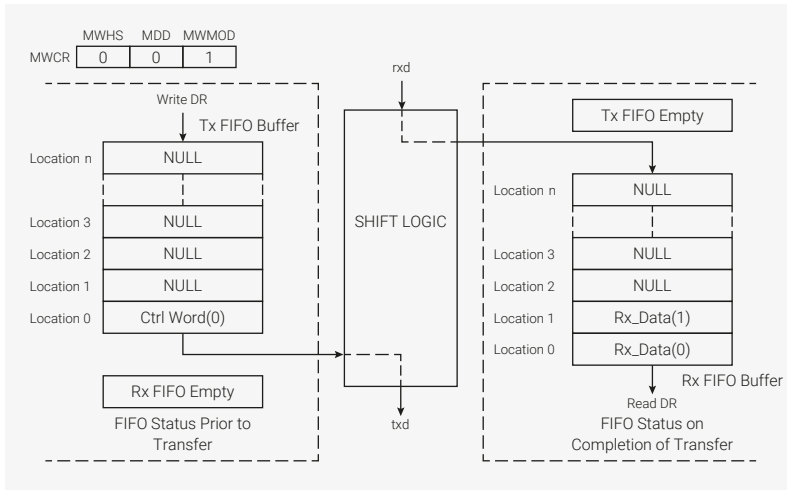 MWHS MDD MWMOD
MWCR 0 0 1
Write DR
Tx FIFO Buffer
Location n NULL
Location 3 NULL
Location 2 NULL
Location 1 NULL
Location 0 Ctrl Word(0)
Rx FIFO Empty
FIFO Status Prior to
Transfer
rxd
SHIFT LOGIC
txd
Tx FIFO Empty
Location n NULL
Location 3 NULL
Location 2 NULL
Location 1 Rx_Data(1)
Location 0 Rx_Data(0)
Rx FIFO Buffer
Read DR
FIFO Status on
Completion of Transfer